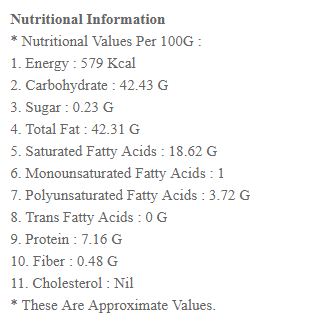 Nutritional Information
* Nutritional Values Per 100G :
1. Energy : 579 Kcal
2. Carbohydrate : 42.43 G
3. Sugar : 0.23 G
4. Total Fat : 42.31 G
5. Saturated Fatty Acids : 18.62 G
6. Monounsaturated Fatty Acids : 1
7. Polyunsaturated Fatty Acids : 3.72 G
8. Trans Fatty Acids : 0 G
9. Protein : 7.16 G
10. Fiber : 0.48 G
11. Cholesterol : Nil
* These Are Approximate Values.